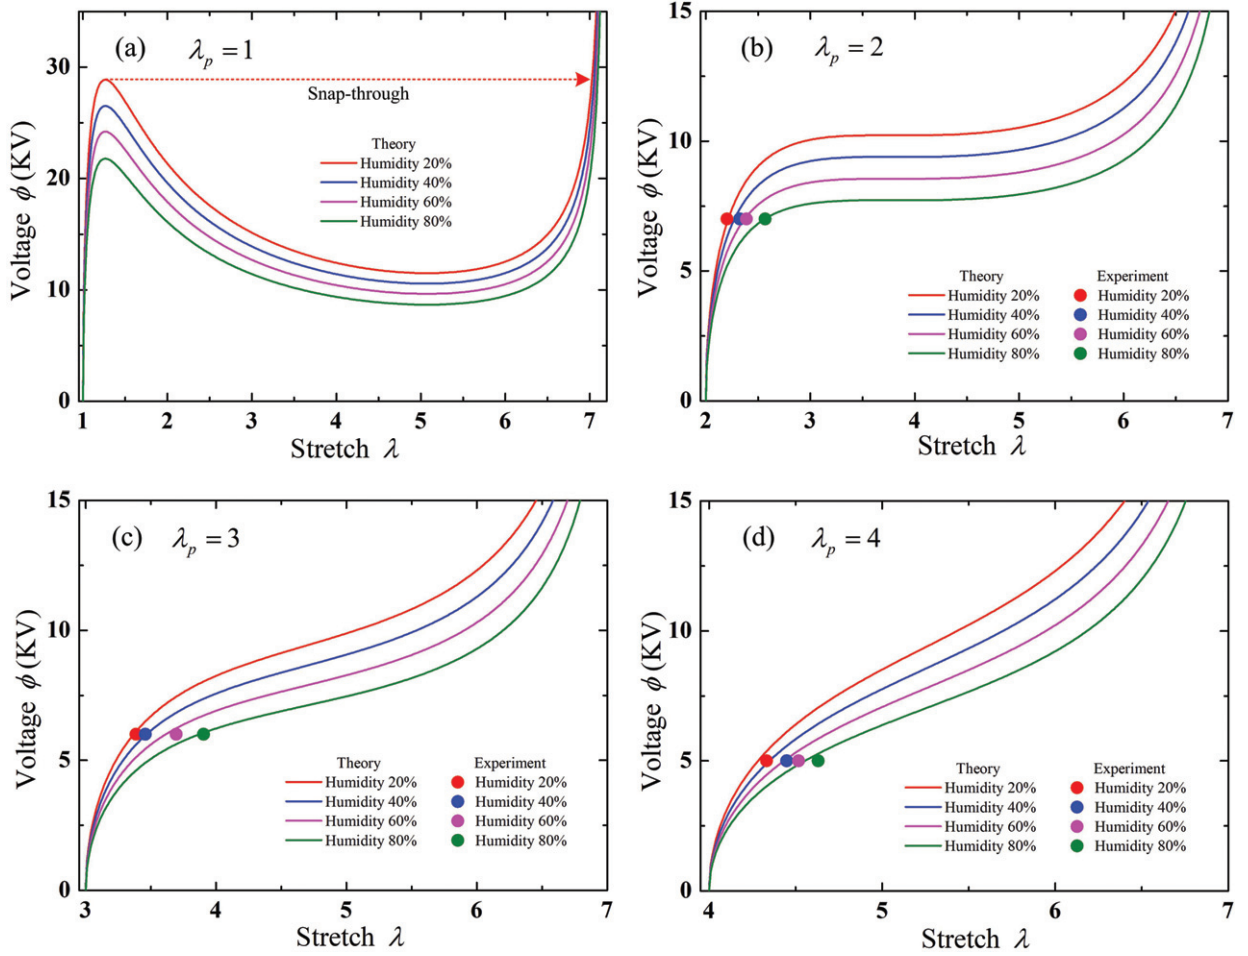 (a) λp = 1
Snap-through
Theory
Humidity 20%
Humidity 40%
Humidity 60%
Humidity 80%
30
20
10
0
Voltage ϕ (KV)
1 2 3 4 5 6 7
Stretch λ
(b) λp = 2
15
10
5
0
Voltage ϕ (KV)
Theory Experiment
Humidity 20% Humidity 20%
Humidity 40% Humidity 40%
Humidity 60% Humidity 60%
Humidity 80% Humidity 80%
2 3 4 5 6 7
Stretch λ
(c) λp = 3
15
10
5
0
Voltage ϕ (KV)
Theory Experiment
Humidity 20% Humidity 20%
Humidity 40% Humidity 40%
Humidity 60% Humidity 60%
Humidity 80% Humidity 80%
3 4 5 6 7
Stretch λ
(d) λp = 4
15
10
5
0
Voltage ϕ (KV)
Theory Experiment
Humidity 20% Humidity 20%
Humidity 40% Humidity 40%
Humidity 60% Humidity 60%
Humidity 80% Humidity 80%
4 5 6 7
Stretch λ